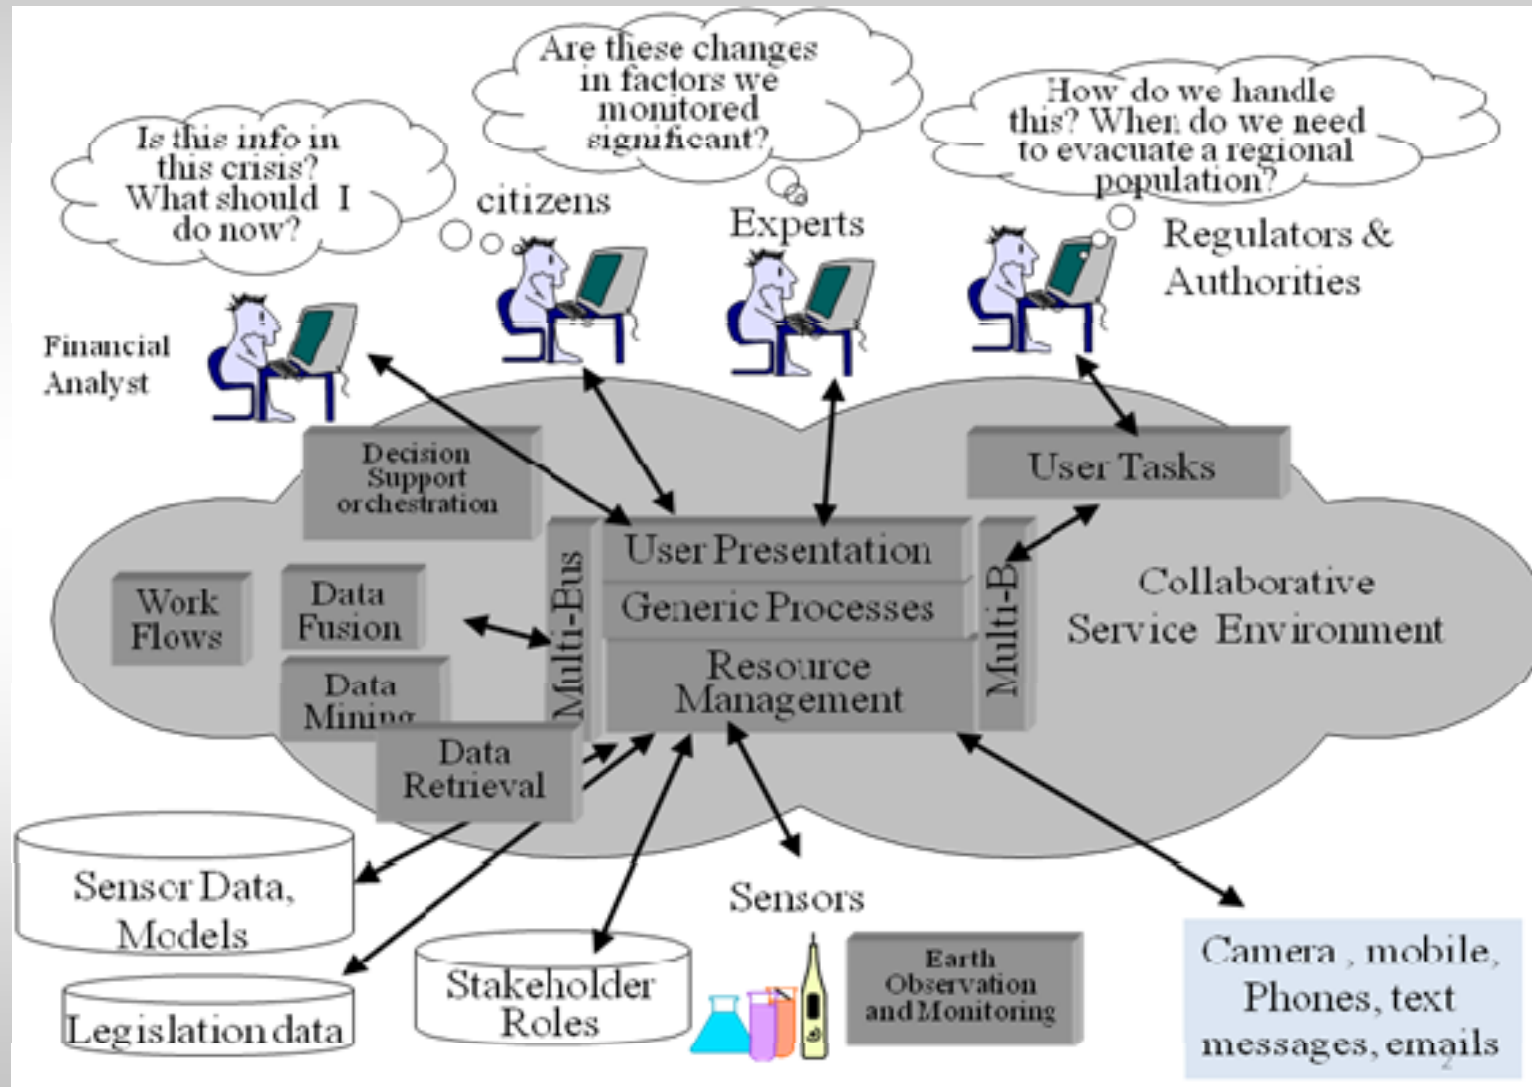 Are these changes
in factors we
monitored
significant?
How do we handle
this? When do we need
to evacuate a regional
population?
Is this info in
this crisis?
What should I
do now?
citizens
Experts
Regulators &
Authorities
Financial
Analyst
Decision
Support
orchestration
User Tasks
User Presentation
Generic Processes
Resource
Management
Multi-Bus
Multi-B
Work
Flows
Data
Fusion
Data
Mining
Data
Retrieval
Collaborative
Service Environment
Sensor Data,
Models
Legislation data
Stakeholder
Roles
Sensors
Earth
Observation
and Monitoring
Camera , mobile,
Phones, text
messages, emails
2